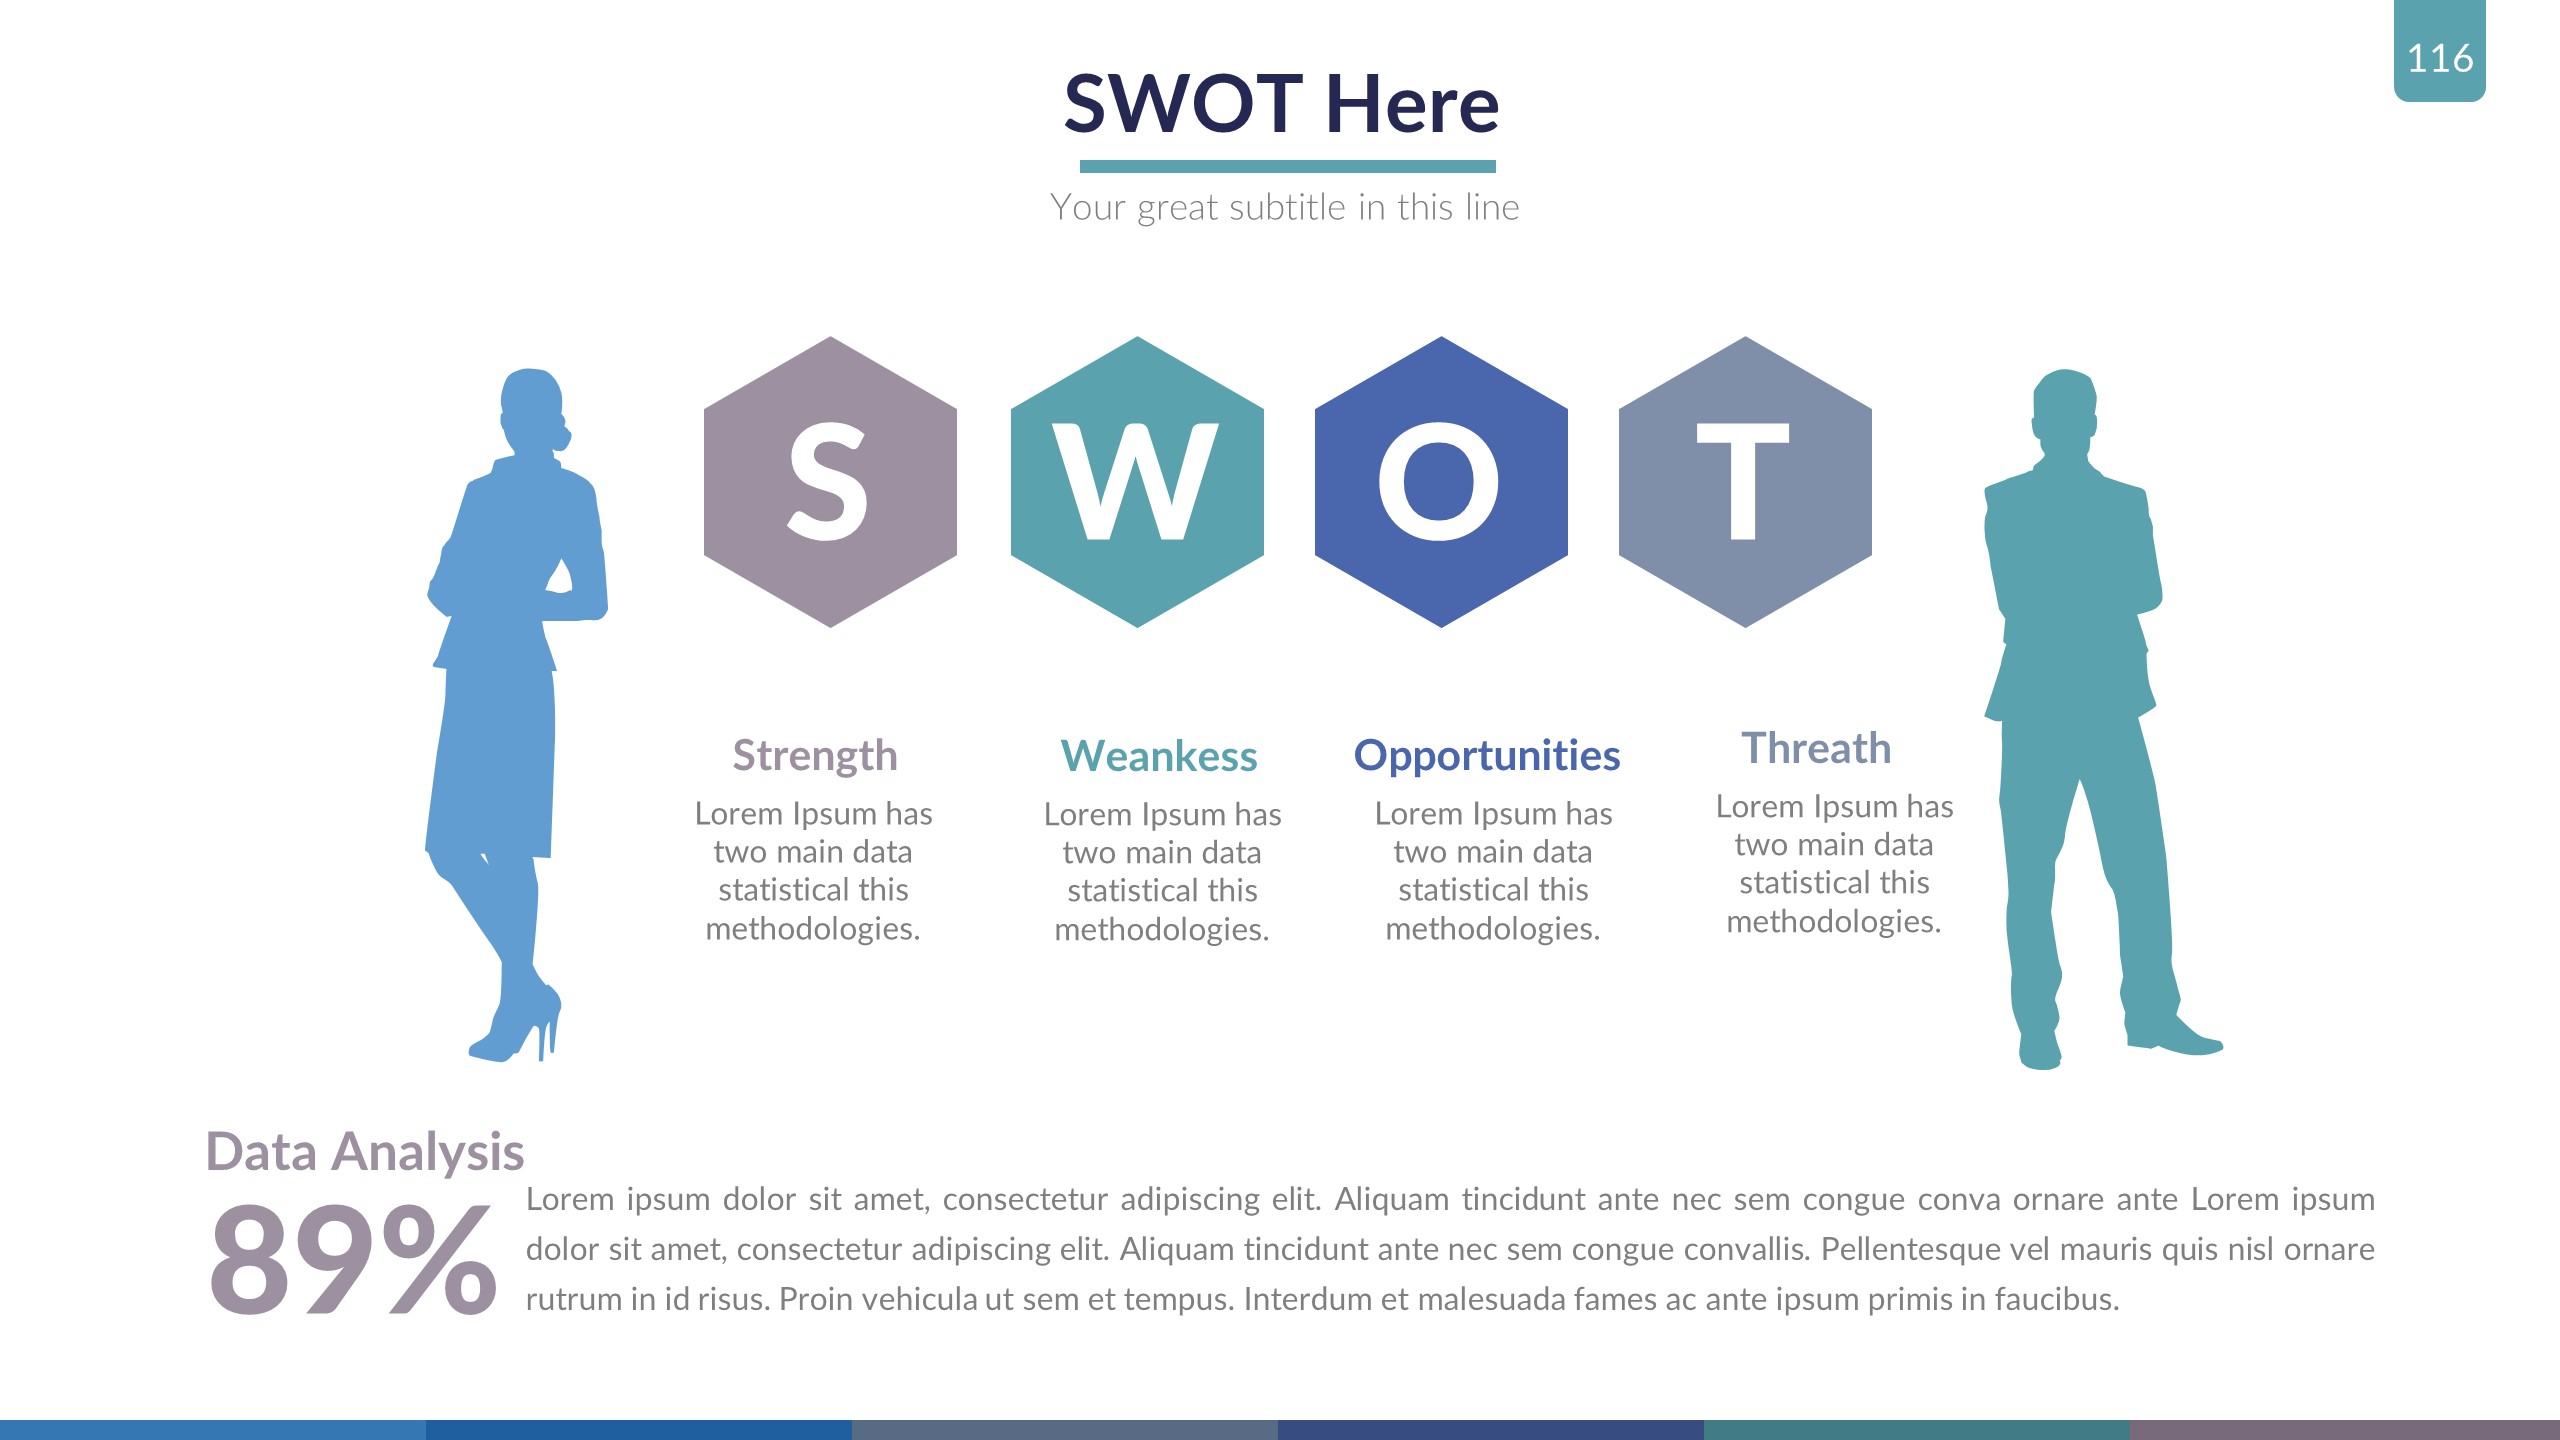 116
SWOT Here
Your great subtitle in this line
S
W
O
T
Strength
Lorem Ipsum has
two main data
statistical this
methodologies.
Weankess
Lorem Ipsum has
two main data
statistical this
methodologies.
Opportunities
Lorem Ipsum has
two main data
statistical this
methodologies.
Threath
Lorem Ipsum has
two main data
statistical this
methodologies.
Data Analysis
89%
Lorem ipsum dolor sit amet, consectetur adipiscing elit. Aliquam tincidunt ante nec sem congue conva ornare ante Lorem ipsum
dolor sit amet, consectetur adipiscing elit. Aliquam tincidunt ante nec sem congue convallis. Pellentesque vel mauris quis nisl ornare
rutrum in id risus. Proin vehicula ut sem et tempus. Interdum et malesuada fames ac ante ipsum primis in faucibus.